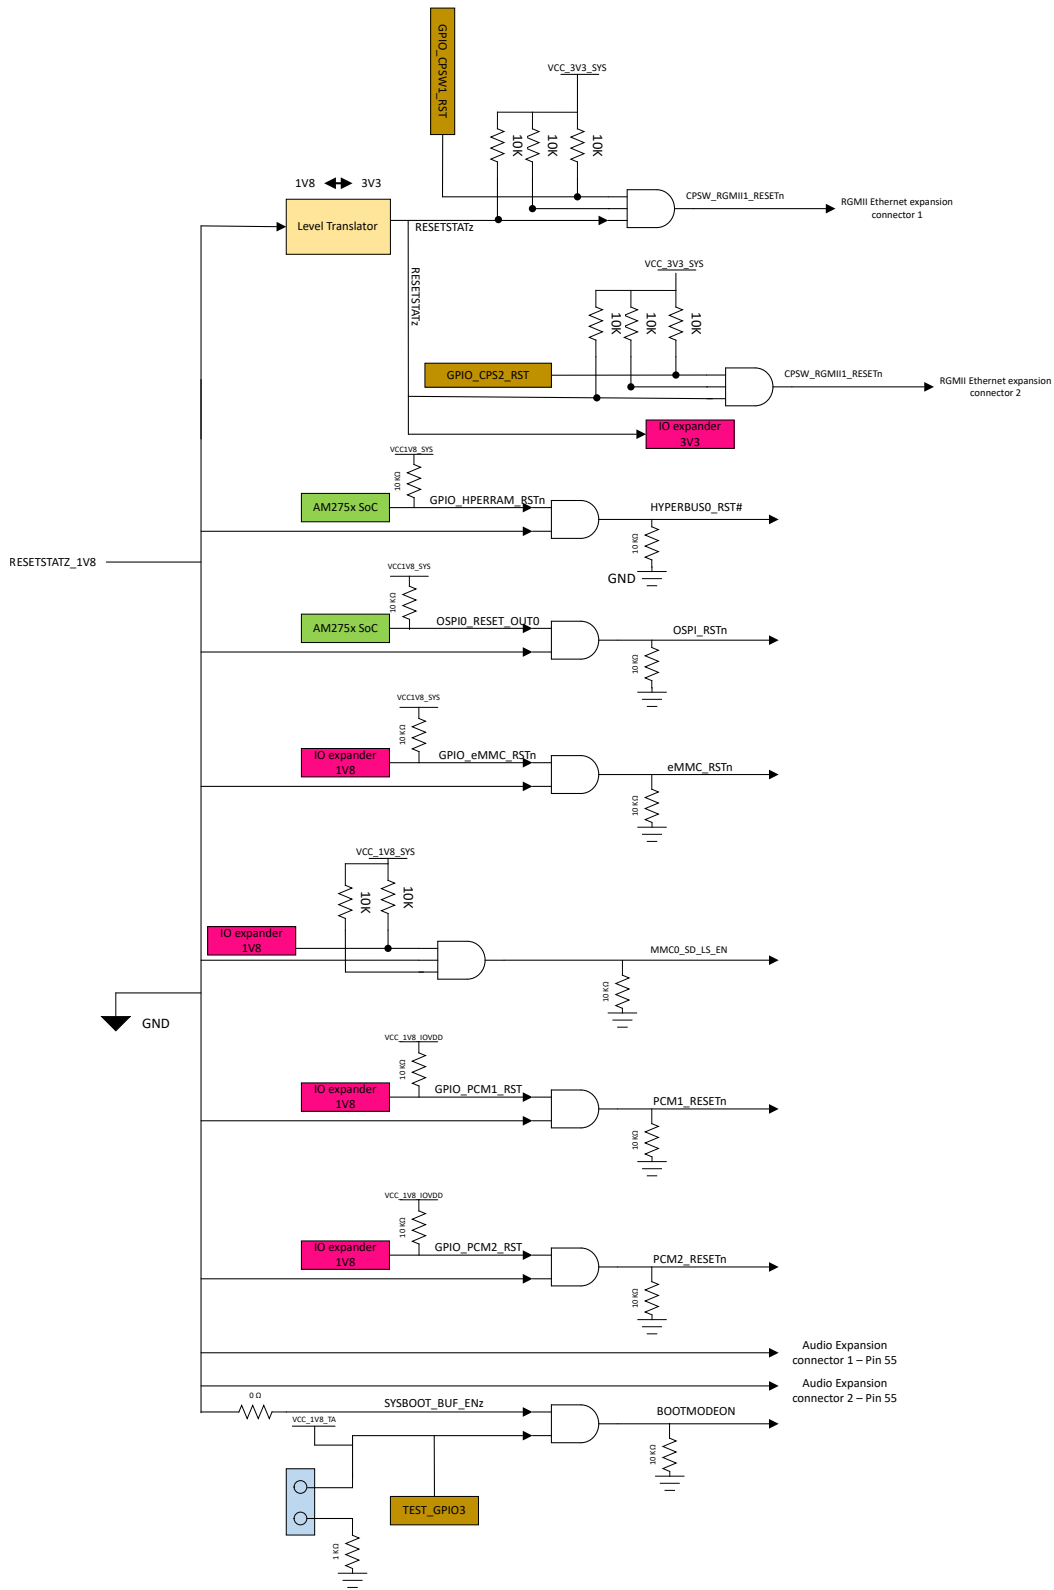 GPIO_CPSW1_RST
VCC_3V3_SYS
10K
10K
10K
1V8
3V3
Level Translator
RESETSTATz
CPSW_RGMII1_RESETn
RGMII Ethernet expansion
connector 1
RESETSTATz
VCC_3V3_SYS
10K
10K
10K
GPIO_CPS2_RST
CPSW_RGMII1_RESETn
RGMII Ethernet expansion
connector 2
IO expander
3V3
VCC1V8_SYS
10 KΩ
AM275x SoC
GPIO_HPERRAM_RSTn
HYPERBUS0_RST#
10 KΩ
GND
RESETSTATZ_1V8
VCC1V8_SYS
10 KΩ
AM275x SoC
OSPI0_RESET_OUT0
OSPI_RSTn
10 KΩ
VCC1V8_SYS
10 KΩ
IO expander
1V8
GPIO_eMMC_RSTn
eMMC_RSTn
10 KΩ
VCC_1V8_SYS
10K
10K
IO expander
1V8
MMC0_SD_LS_EN
10 KΩ
GND
VCC_1V8_IOVDD
10 KΩ
IO expander
1V8
GPIO_PCM1_RST
PCM1_RESETn
10 KΩ
VCC_1V8_IOVDD
10 KΩ
IO expander
1V8
GPIO_PCM2_RST
PCM2_RESETn
10 KΩ
Audio Expansion
connector 1 – Pin 55
Audio Expansion
connector 2 – Pin 55
0 Ω
SYSBOOT_BUF_ENz
BOOTMODEON
VCC_1V8_TA
10 KΩ
TEST_GPIO3
1 KΩ